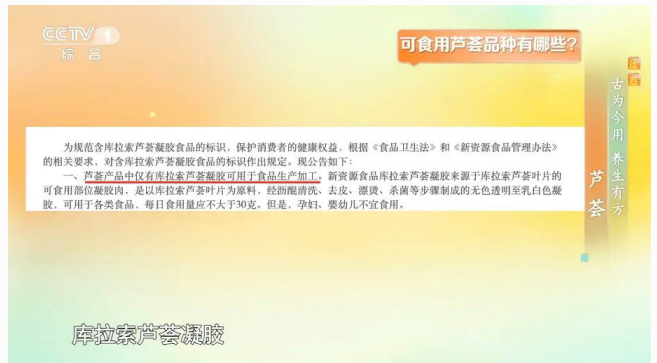 CCTV 1
综合
可食用芦荟品种有哪些?
古为今用 养生有方
芦荟
为规范含库拉索芦荟凝胶食品的标识，保护消费者的健康权益，根据《食品卫生法》和《新资源食品管理办法》
的相关要求，对含库拉索芦荟凝胶食品的标识作出规定。现公告如下：
一、芦荟产品中仅有库拉索芦荟凝胶可用于食品生产加工。新资源食品库拉索芦荟凝胶来源于库拉索芦荟叶片的
可食用部位凝胶肉，是以库拉索芦荟叶片为原料，经沥醌清洗、去皮、漂烫、杀菌等步骤制成的无色透明至乳白色凝
胶，可用于各类食品，每日食用量应不大于30克。但是，孕妇、婴幼儿不宜食用。
库拉索芦荟凝胶